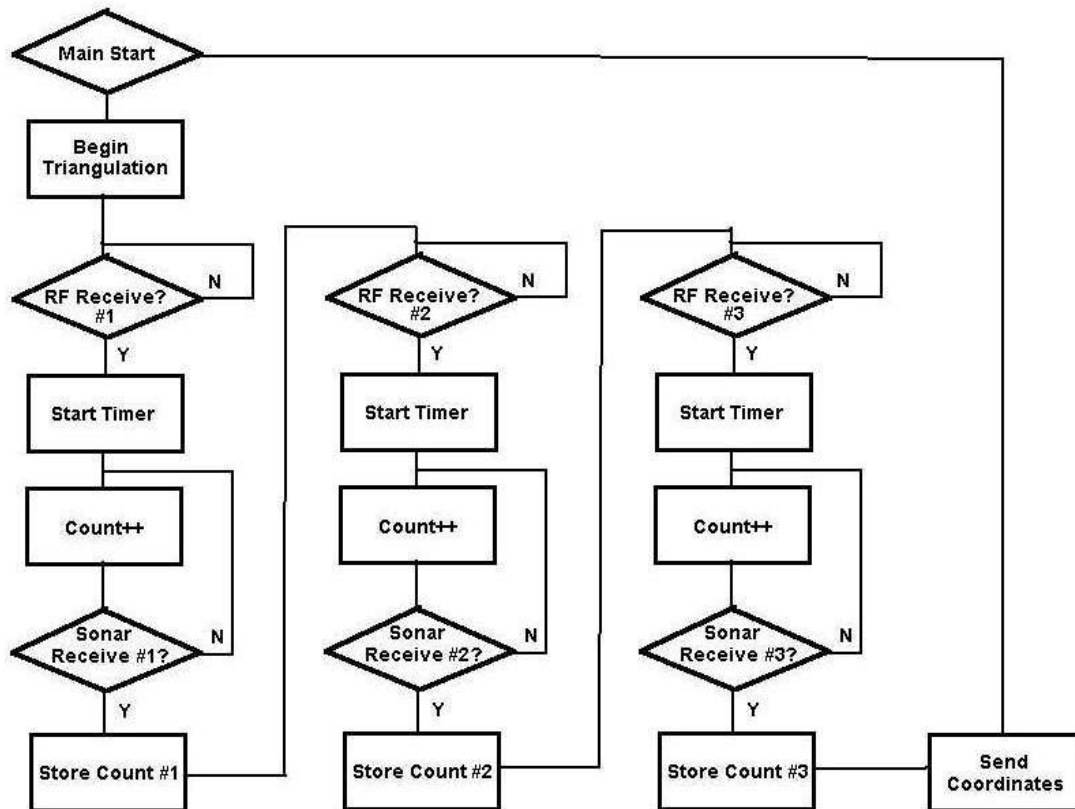 Main Start
Begin
Triangulation
RF Receive?
#1
N
Y
Start Timer
Count++
Sonar
Receive #1?
N
Y
Store Count #1
RF Receive?
#2
N
Y
Start Timer
Count++
Sonar
Receive #2?
N
Y
Store Count #2
RF Receive?
#3
N
Y
Start Timer
Count++
Sonar
Receive #3?
N
Y
Store Count #3
Send
Coordinates